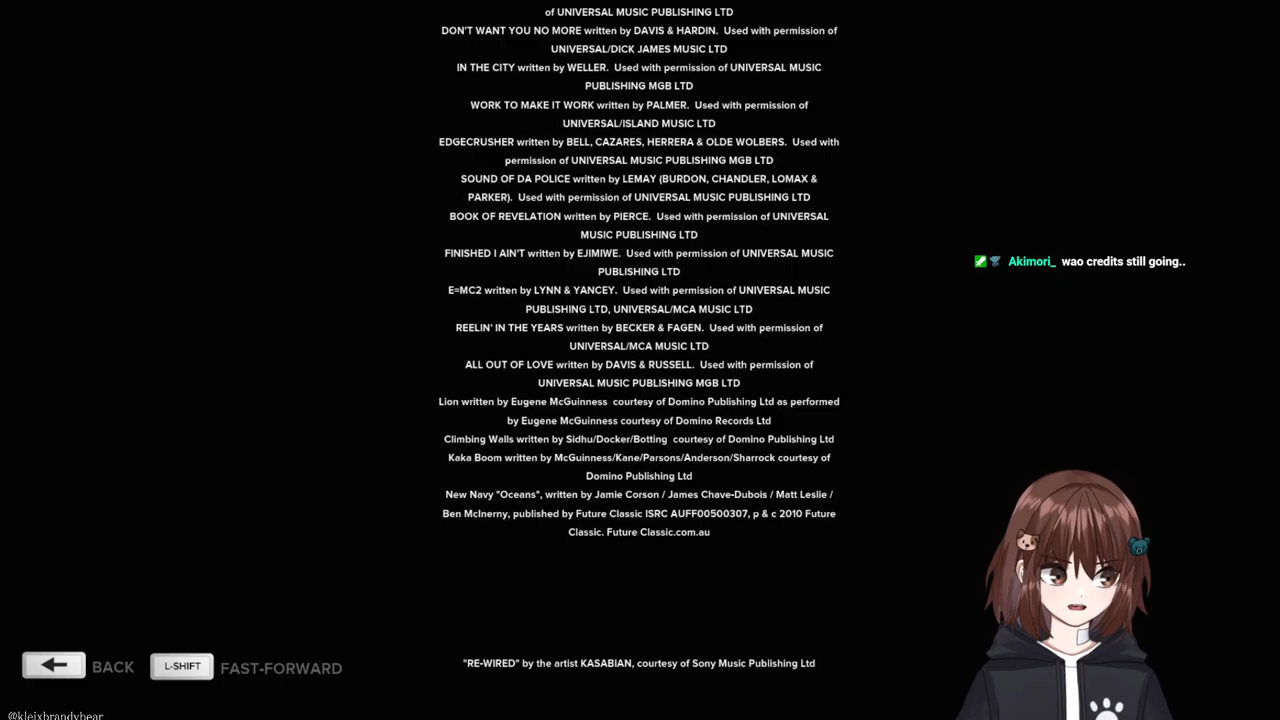 of UNIVERSAL MUSIC PUBLISHING LTD
DON'T WANT YOU NO MORE written by DAVIS & HARDIN.  Used with permission of
UNIVERSAL/DICK JAMES MUSIC LTD
IN THE CITY written by WELLER.  Used with permission of UNIVERSAL MUSIC
PUBLISHING MGB LTD
WORK TO MAKE IT WORK written by PALMER.  Used with permission of
UNIVERSAL/ISLAND MUSIC LTD
EDGECRUSHER written by BELL, CAZARES, HERRERA & OLDE WOLBERS.  Used with
permission of UNIVERSAL MUSIC PUBLISHING MGB LTD
SOUND OF DA POLICE written by LEMAY (BURDON, CHANDLER, LOMAX &
PARKER).  Used with permission of UNIVERSAL MUSIC PUBLISHING LTD
BOOK OF REVELATION written by PIERCE.  Used with permission of UNIVERSAL
MUSIC PUBLISHING LTD
FINISHED I AIN'T written by EJIMIWE.  Used with permission of UNIVERSAL MUSIC
PUBLISHING LTD
E=MC2 written by LYNN & YANCEY.  Used with permission of UNIVERSAL MUSIC
PUBLISHING LTD, UNIVERSAL/MCA MUSIC LTD
REELIN' IN THE YEARS written by BECKER & FAGEN.  Used with permission of
UNIVERSAL/MCA MUSIC LTD
ALL OUT OF LOVE written by DAVIS & RUSSELL.  Used with permission of
UNIVERSAL MUSIC PUBLISHING MGB LTD
Lion written by Eugene McGuinness  courtesy of Domino Publishing Ltd as performed
by Eugene McGuinness courtesy of Domino Records Ltd
Climbing Walls written by Sidhu/Docker/Botting  courtesy of Domino Publishing Ltd
Kaka Boom written by McGuinness/Kane/Parsons/Anderson/Sharrock courtesy of
Domino Publishing Ltd
New Navy "Oceans", written by Jamie Corson / James Chave-Dubois / Matt Leslie /
Ben McInerny, published by Future Classic ISRC AUFF00500307, p & c 2010 Future
Classic. Future Classic.com.au
"RE-WIRED" by the artist KASABIAN, courtesy of Sony Music Publishing Ltd
Akimori_ wao credits still going..
BACK
L-SHIFT FAST-FORWARD
@kleixbrandybear